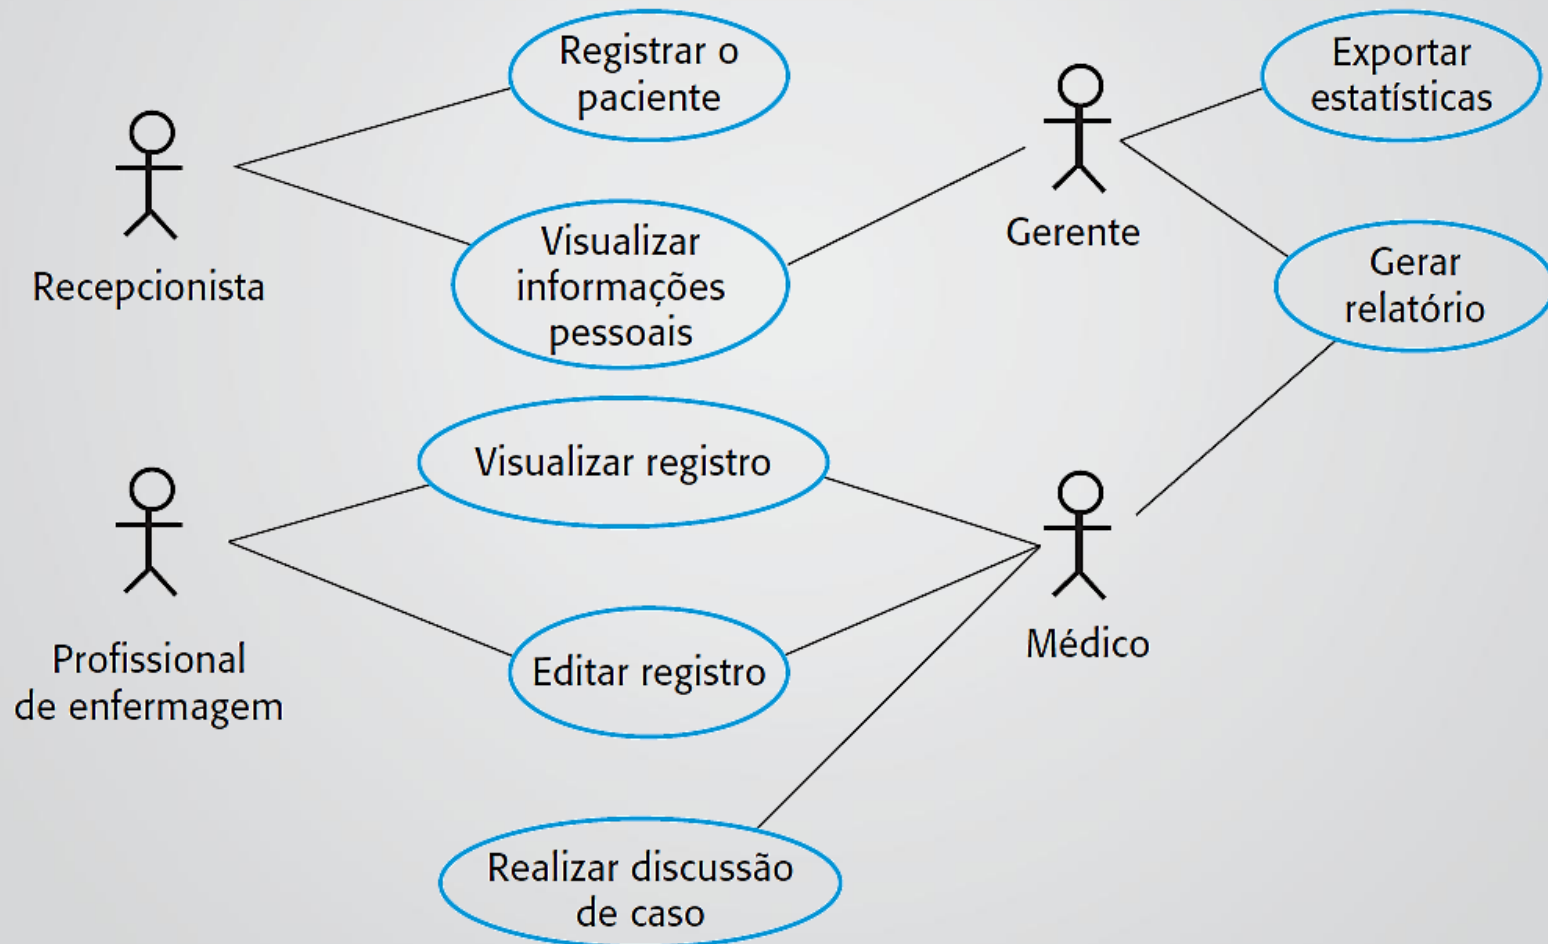 Registrar o
paciente
Exportar
estatísticas
Recepcionista
Visualizar
informações
pessoais
Gerente
Gerar
relatório
Visualizar registro
Profissional
de enfermagem
Editar registro
Médico
Realizar discussão
de caso